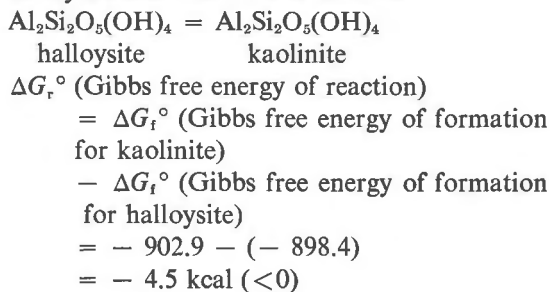 Al₂Si₂O₅(OH)₄ = Al₂Si₂O₅(OH)₄
halloysite kaolinite
ΔGᵣ° (Gibbs free energy of reaction)
= ΔG𝒻° (Gibbs free energy of formation
for kaolinite)
− ΔG𝒻° (Gibbs free energy of formation
for halloysite)
= − 902.9 − (− 898.4)
= − 4.5 kcal (<0)